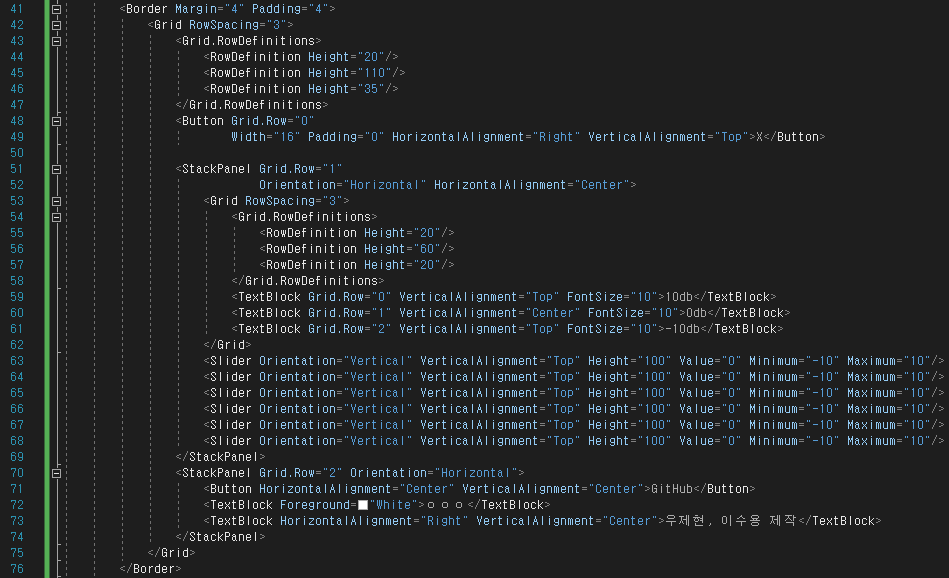 41 <Border Margin="4" Padding="4">
42 <Grid RowSpacing="3">
43 <Grid.RowDefinitions>
44 <RowDefinition Height="20"/>
45 <RowDefinition Height="110"/>
46 <RowDefinition Height="35"/>
47 </Grid.RowDefinitions>
48 <Button Grid.Row="0"
49 Width="16" Padding="0" HorizontalAlignment="Right" VerticalAlignment="Top">X</Button>
50
51 <StackPanel Grid.Row="1"
52 Orientation="Horizontal" HorizontalAlignment="Center">
53 <Grid RowSpacing="3">
54 <Grid.RowDefinitions>
55 <RowDefinition Height="20"/>
56 <RowDefinition Height="60"/>
57 <RowDefinition Height="20"/>
58 </Grid.RowDefinitions>
59 <TextBlock Grid.Row="0" VerticalAlignment="Top" FontSize="10">10db</TextBlock>
60 <TextBlock Grid.Row="1" VerticalAlignment="Center" FontSize="10">0db</TextBlock>
61 <TextBlock Grid.Row="2" VerticalAlignment="Top" FontSize="10">-10db</TextBlock>
62 </Grid>
63 <Slider Orientation="Vertical" VerticalAlignment="Top" Height="100" Value="0" Minimum="-10" Maximum="10"/>
64 <Slider Orientation="Vertical" VerticalAlignment="Top" Height="100" Value="0" Minimum="-10" Maximum="10"/>
65 <Slider Orientation="Vertical" VerticalAlignment="Top" Height="100" Value="0" Minimum="-10" Maximum="10"/>
66 <Slider Orientation="Vertical" VerticalAlignment="Top" Height="100" Value="0" Minimum="-10" Maximum="10"/>
67 <Slider Orientation="Vertical" VerticalAlignment="Top" Height="100" Value="0" Minimum="-10" Maximum="10"/>
68 <Slider Orientation="Vertical" VerticalAlignment="Top" Height="100" Value="0" Minimum="-10" Maximum="10"/>
69 </StackPanel>
70 <StackPanel Grid.Row="2" Orientation="Horizontal">
71 <Button HorizontalAlignment="Center" VerticalAlignment="Center">GitHub</Button>
72 <TextBlock Foreground="White">ㅇㅇㅇ</TextBlock>
73 <TextBlock HorizontalAlignment="Right" VerticalAlignment="Center">우제현, 이수용 제작</TextBlock>
74 </StackPanel>
75 </Grid>
76 </Border>